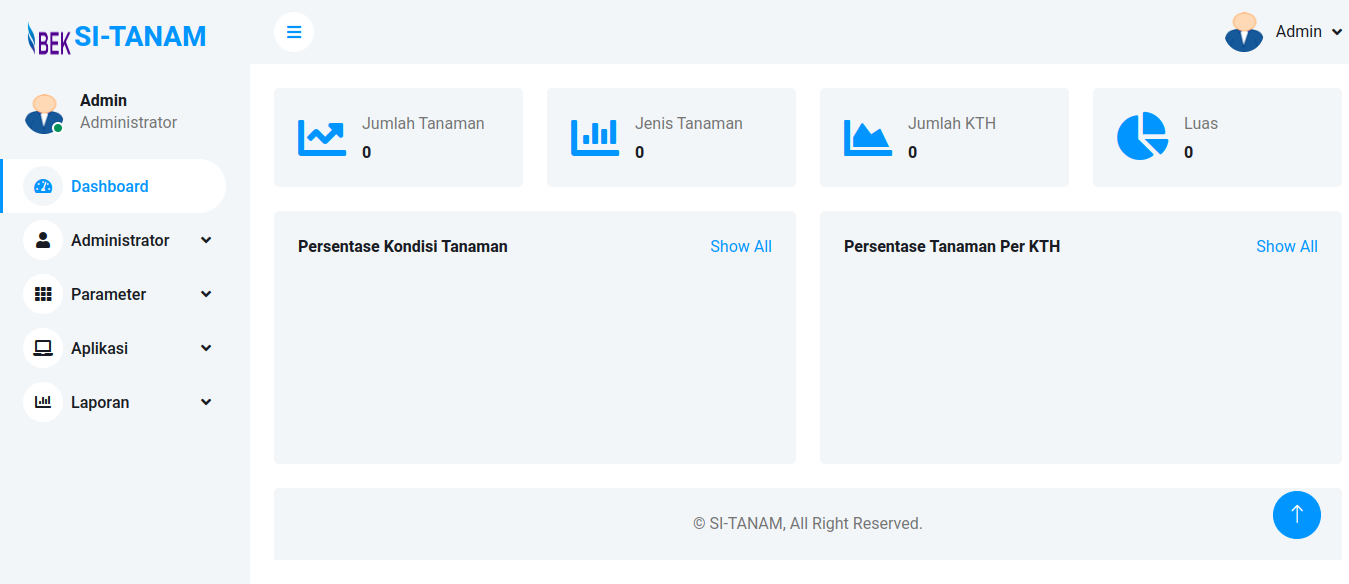 BEK SI-TANAM
Admin
Administrator
Dashboard
Administrator
Parameter
Aplikasi
Laporan
Admin
Jumlah Tanaman
0
Jenis Tanaman
0
Jumlah KTH
0
Luas
0
Persentase Kondisi Tanaman
Show All
Persentase Tanaman Per KTH
Show All
© SI-TANAM, All Right Reserved.